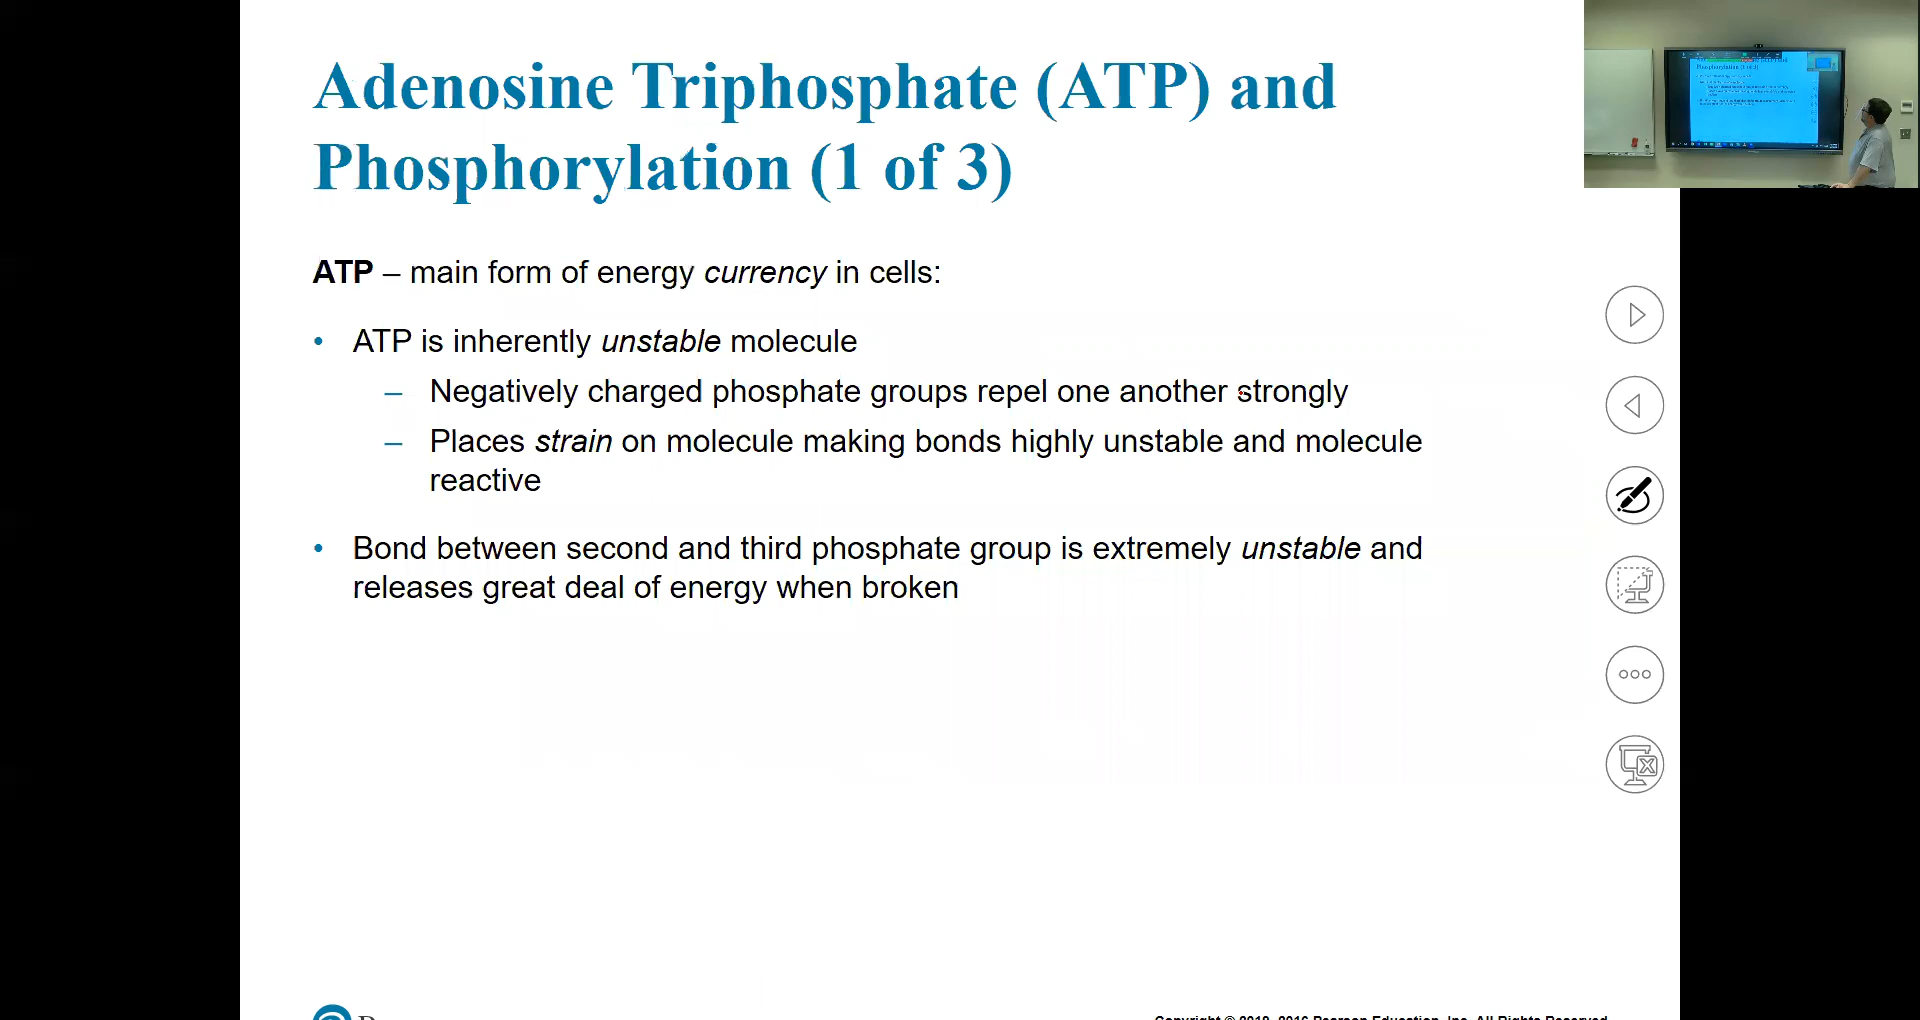 Adenosine Triphosphate (ATP) and
Phosphorylation (1 of 3)
ATP – main form of energy currency in cells:
• ATP is inherently unstable molecule
– Negatively charged phosphate groups repel one another strongly
– Places strain on molecule making bonds highly unstable and molecule
reactive
• Bond between second and third phosphate group is extremely unstable and
releases great deal of energy when broken
Copyright © 2019, 2016 Pearson Education, Inc. All Rights Reserved